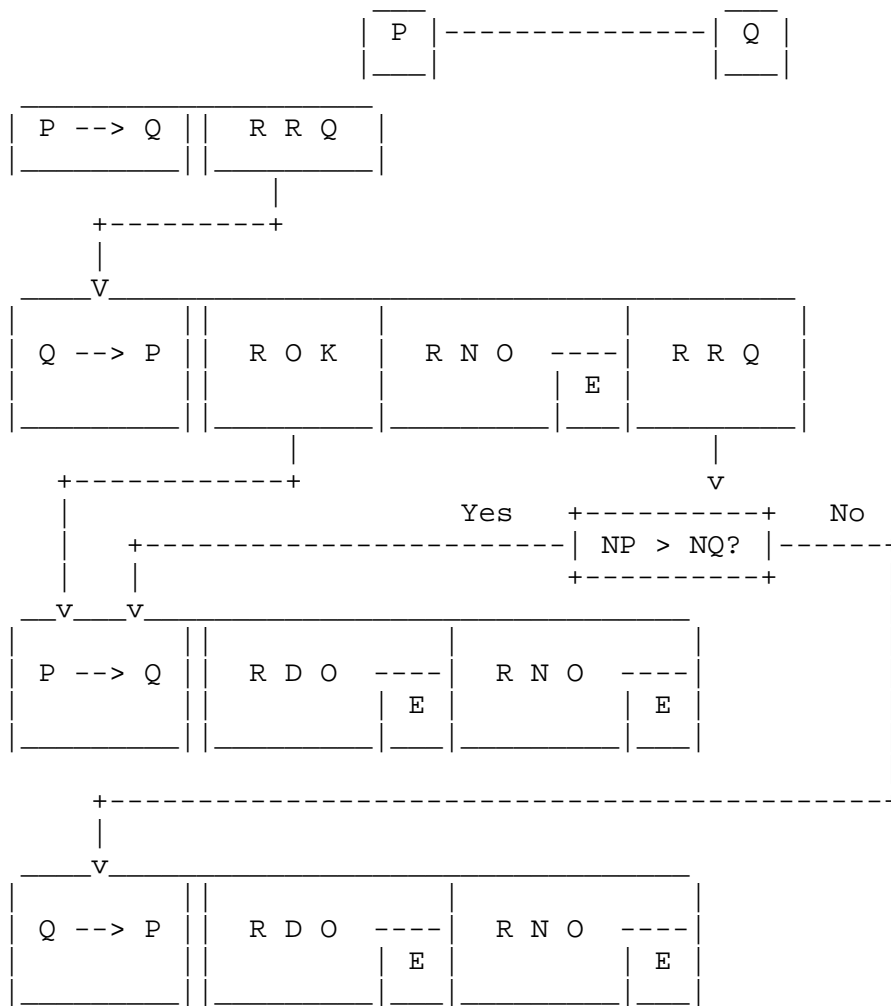 P Q
P --> Q R R Q
V
Q --> P R O K R N O R R Q
E
v
Yes No
NP > NQ?
v v
P --> Q R D O R N O
E E
v
Q --> P R D O R N O
E E